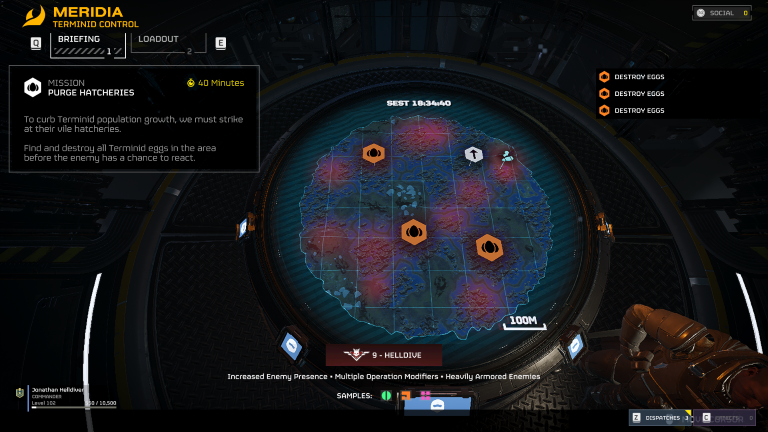 MERIDIA
TERMINID CONTROL
SOCIAL 0
Q BRIEFING 1 LOADOUT 2 E
MISSION
PURGE HATCHERIES
40 Minutes
To curb Terminid population growth, we must strike
at their vile hatcheries.
Find and destroy all Terminid eggs in the area
before the enemy has a chance to react.
DESTROY EGGS
DESTROY EGGS
DESTROY EGGS
SEST 18:34:40
100M
9 - HELLDIVE
Increased Enemy Presence • Multiple Operation Modifiers • Heavily Armored Enemies
SAMPLES:
Jonathan Helldiver
COMMANDER
Level 102
/ 10,500
Z DISPATCHES 3 C